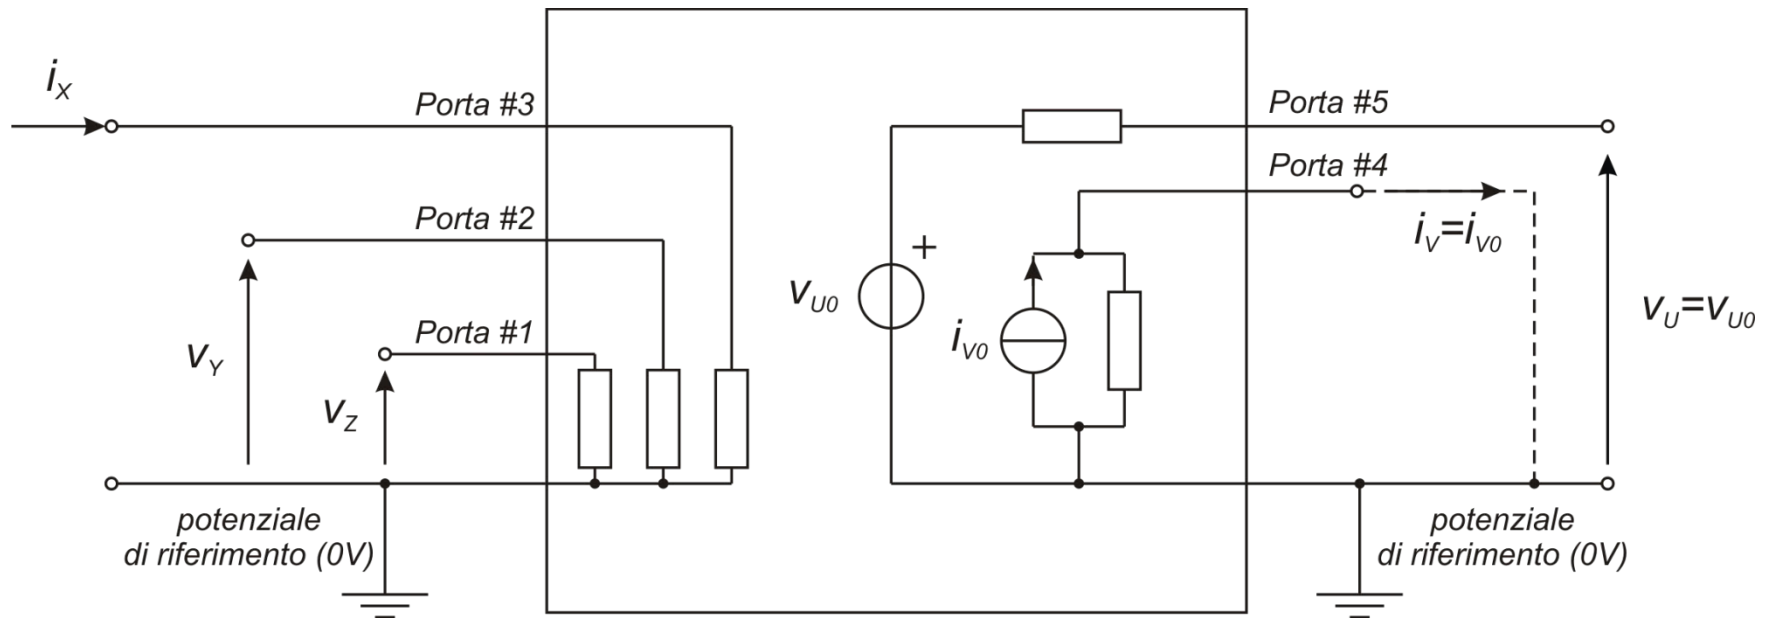 iX
Porta #3
Porta #2
Porta #1
vY
vZ
potenziale
di riferimento (0V)
vU0
+
iV0
Porta #5
Porta #4
iV=iV0
vU=vU0
potenziale
di riferimento (0V)